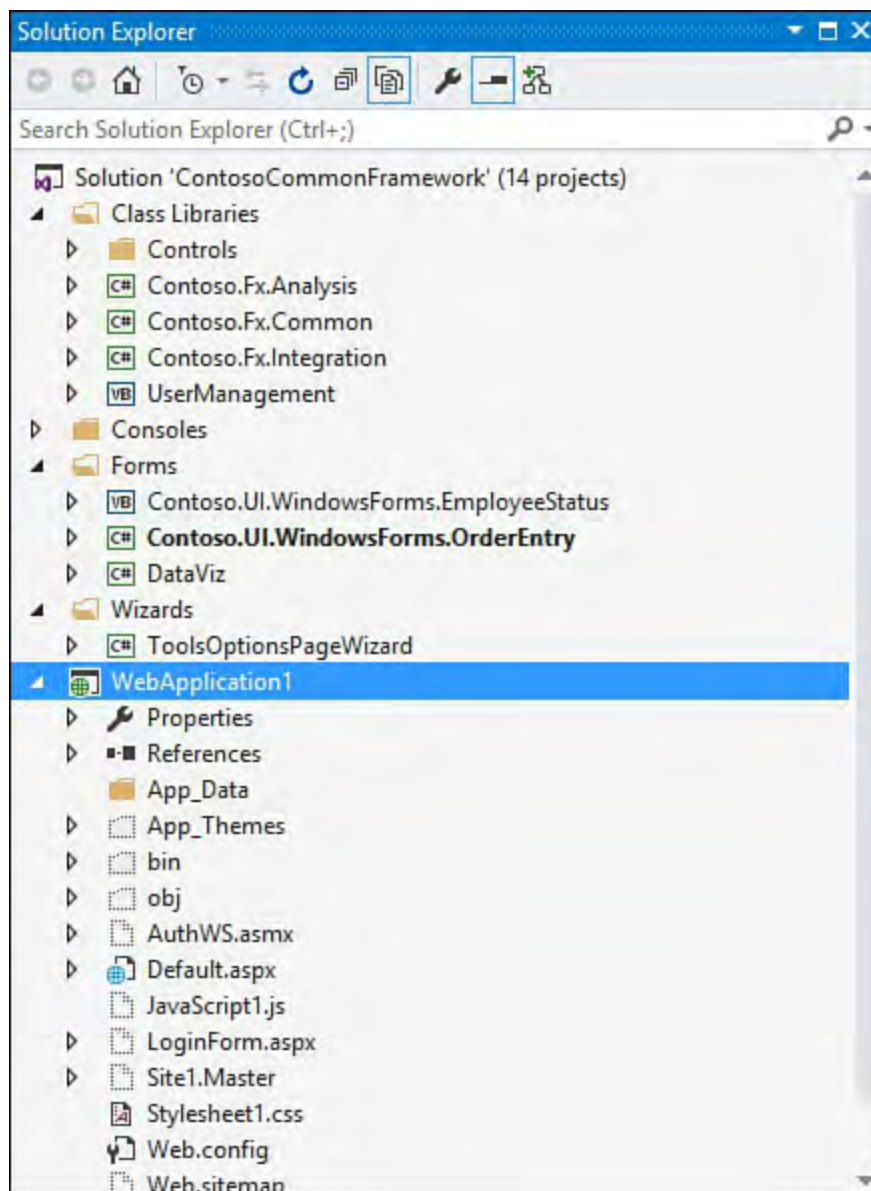 Solution Explorer
Search Solution Explorer (Ctrl+;)
Solution 'ContosoCommonFramework' (14 projects)
Class Libraries
Controls
C# Contoso.Fx.Analysis
C# Contoso.Fx.Common
C# Contoso.Fx.Integration
VB UserManagement
Consoles
Forms
VB Contoso.UI.WindowsForms.EmployeeStatus
C# Contoso.UI.WindowsForms.OrderEntry
C# DataViz
Wizards
C# ToolsOptionsPageWizard
WebApplication1
Properties
References
App_Data
App_Themes
bin
obj
AuthWS.asmx
Default.aspx
JavaScript1.js
LoginForm.aspx
Site1.Master
Stylesheet1.css
Web.config
Web.sitemap